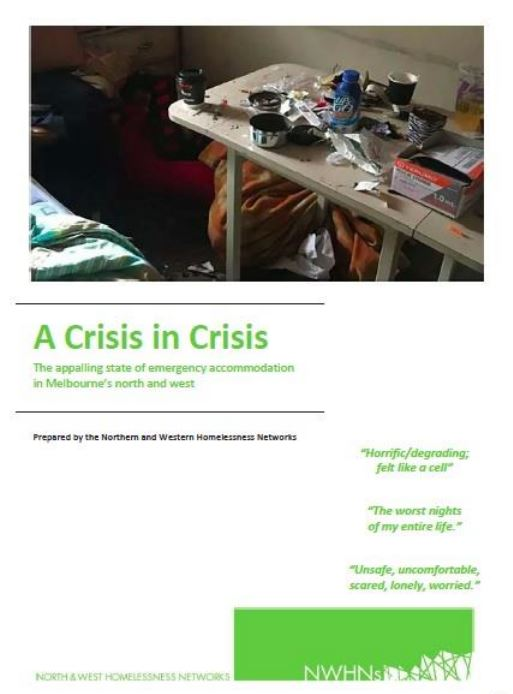 TERUMO
1.0 mL
A Crisis in Crisis
The appalling state of emergency accommodation
in Melbourne's north and west
Prepared by the Northern and Western Homelessness Networks
"Horrific/degrading;
felt like a cell"
"The worst nights
of my entire life."
"Unsafe, uncomfortable,
scared, lonely, worried."
NORTH & WEST HOMELESSNESS NETWORKS
NWHNs